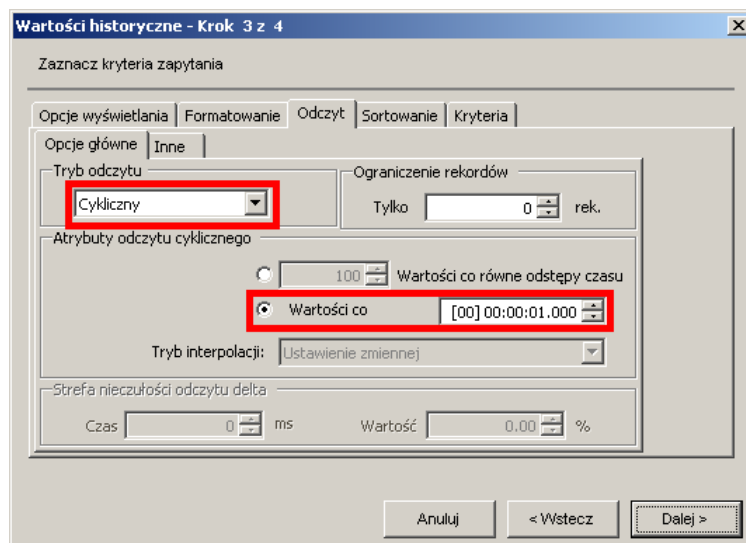 Wartości historyczne - Krok 3 z 4
Zaznacz kryteria zapytania
Opcje wyświetlania Formatowanie Odczyt Sortowanie Kryteria
Opcje główne Inne
Tryb odczytu Ograniczenie rekordów
Cykliczny Tylko 0 rek.
Atrybuty odczytu cyklicznego
100 Wartości co równe odstępy czasu
Wartości co [00] 00:00:01.000
Tryb interpolacji: Ustawienie zmiennej
Strefa nieczułości odczytu delta
Czas 0 ms Wartość 0.00 %
Anuluj < Wstecz Dalej >